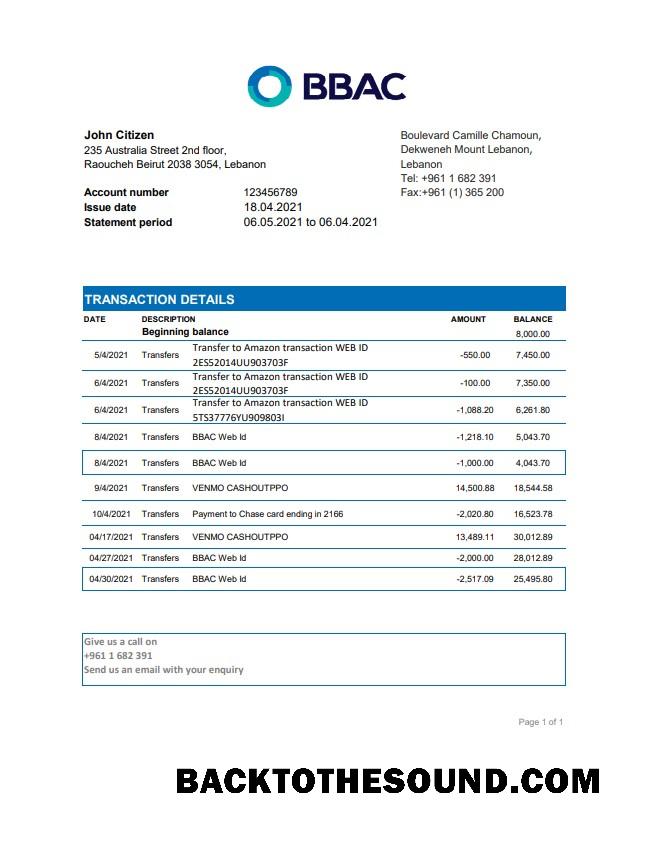 BBAC
John Citizen
235 Australia Street 2nd floor,
Raoucheh Beirut 2038 3054, Lebanon
Boulevard Camille Chamoun,
Dekweneh Mount Lebanon,
Lebanon
Tel: +961 1 682 391
Fax:+961 (1) 365 200
Account number 123456789
Issue date 18.04.2021
Statement period 06.05.2021 to 06.04.2021
TRANSACTION DETAILS
DATE DESCRIPTION AMOUNT BALANCE
Beginning balance 8,000.00
5/4/2021 Transfers Transfer to Amazon transaction WEB ID 2ES52014UU903703F -550.00 7,450.00
6/4/2021 Transfers Transfer to Amazon transaction WEB ID 2ES52014UU903703F -100.00 7,350.00
6/4/2021 Transfers Transfer to Amazon transaction WEB ID 5TS37776YU909803I -1,088.20 6,261.80
8/4/2021 Transfers BBAC Web Id -1,218.10 5,043.70
8/4/2021 Transfers BBAC Web Id -1,000.00 4,043.70
9/4/2021 Transfers VENMO CASHOUTPPO 14,500.88 18,544.58
10/4/2021 Transfers Payment to Chase card ending in 2166 -2,020.80 16,523.78
04/17/2021 Transfers VENMO CASHOUTPPO 13,489.11 30,012.89
04/27/2021 Transfers BBAC Web Id -2,000.00 28,012.89
04/30/2021 Transfers BBAC Web Id -2,517.09 25,495.80
Give us a call on
+961 1 682 391
Send us an email with your enquiry
Page 1 of 1
BACKTOTHESOUND.COM